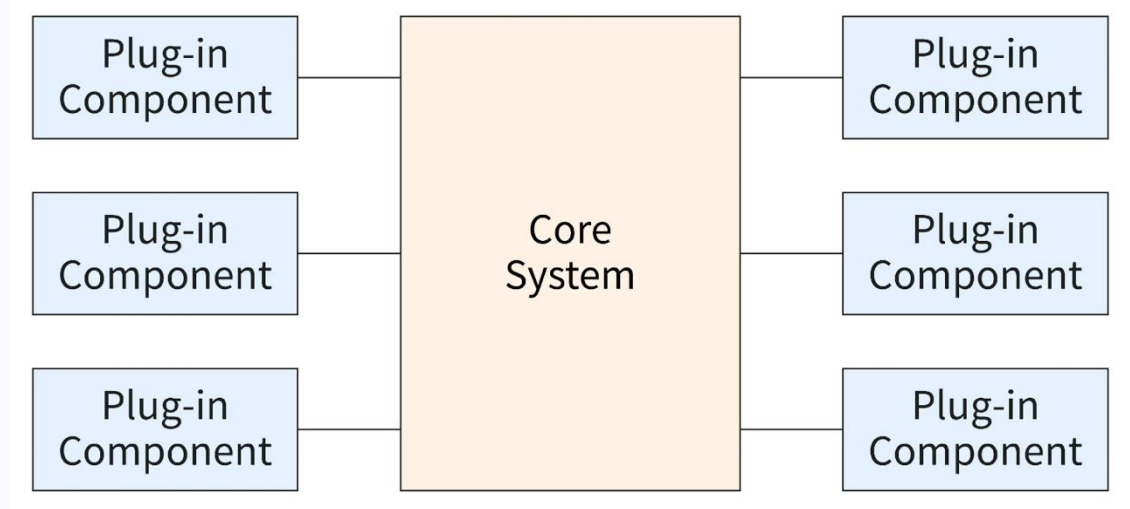 Plug-in
Component
Plug-in
Component
Plug-in
Component
Core
System
Plug-in
Component
Plug-in
Component
Plug-in
Component